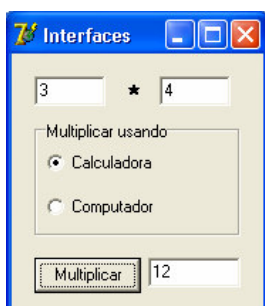 Interfaces
3 * 4
Multiplicar usando
Calculadora
Computador
Multiplicar 12